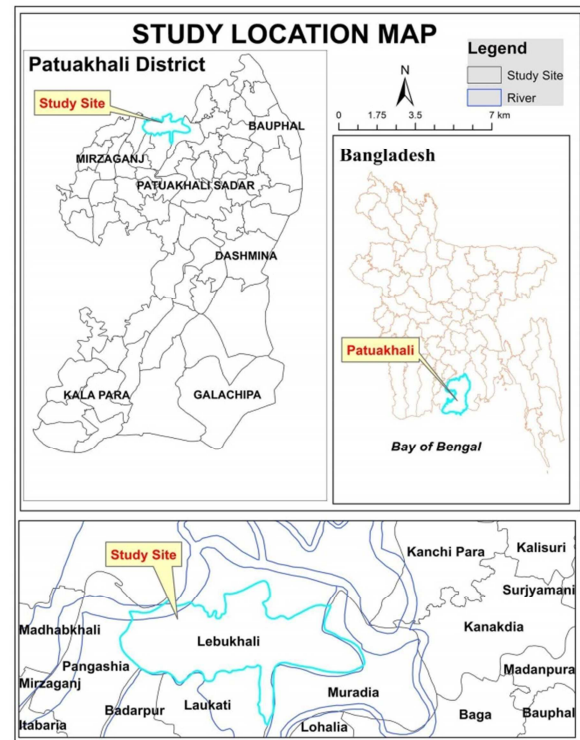 STUDY LOCATION MAP
Patuakhali District
Study Site
BAUPHAL
MIRZAGANJ
PATUAKHALI SADAR
DASHMINA
KALA PARA
GALACHIPA
Legend
Study Site
River
N
0 1.75 3.5 7 km
Bangladesh
Patuakhali
Bay of Bengal
Study Site
Kanchi Para
Kalisuri
Surjyamani
Madhabkhali
Lebukhali
Kanakdia
Pangashia
Madanpura
Mirzaganj
Muradia
Badarpur
Laukati
Baga
Bauphal
Itabaria
Lohalia